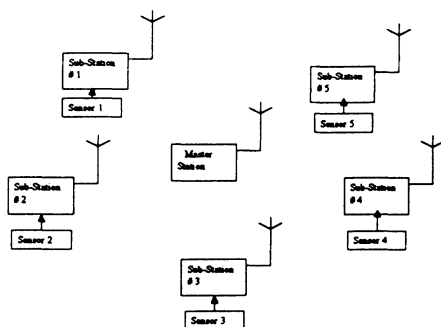 Sub-Station
# 1
Sensor 1
Sub-Station
# 5
Sensor 5
Master
Station
Sub-Station
# 2
Sensor 2
Sub-Station
# 4
Sensor 4
Sub-Station
# 3
Sensor 3